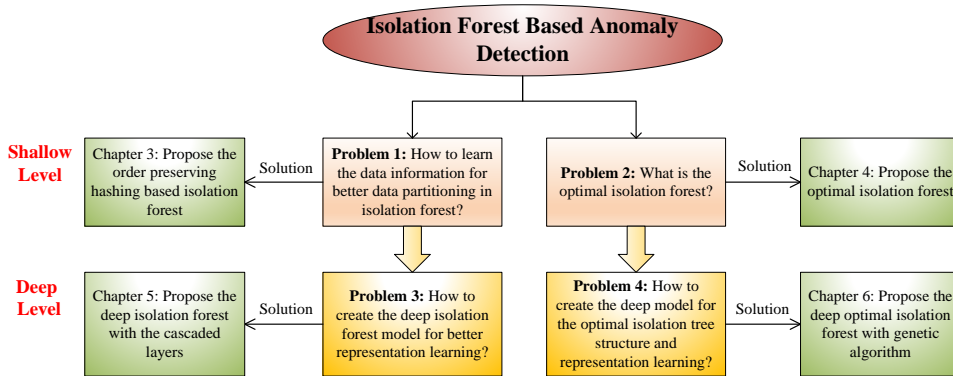 Isolation Forest Based Anomaly
Detection
Shallow
Level
Chapter 3: Propose the
order preserving
hashing based isolation
forest
Solution
Problem 1: How to learn
the data information for
better data partitioning in
isolation forest?
Problem 2: What is the
optimal isolation forest?
Solution
Chapter 4: Propose the
optimal isolation forest
Deep
Level
Chapter 5: Propose the
deep isolation forest
with the cascaded
layers
Solution
Problem 3: How to
create the deep isolation
forest model for better
representation learning?
Problem 4: How to
create the deep model for
the optimal isolation tree
structure and
representation learning?
Solution
Chapter 6: Propose the
deep optimal isolation
forest with genetic
algorithm